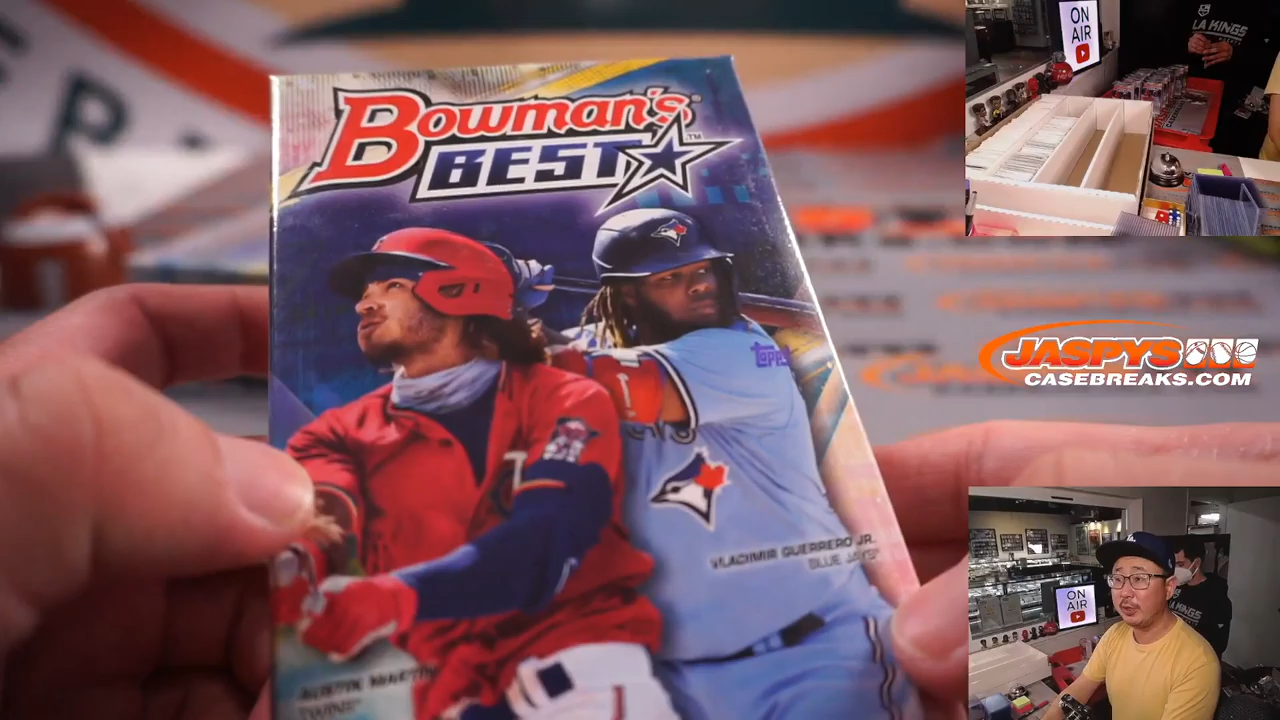 Bowman's
BEST
TOPPS
VLADIMIR GUERRERO JR.
BLUE JAYS
AUSTIN MARTIN
TWINS
ON
AIR
LA KINGS
JASPYS
CASEBREAKS.COM
ON
AIR
KINGS